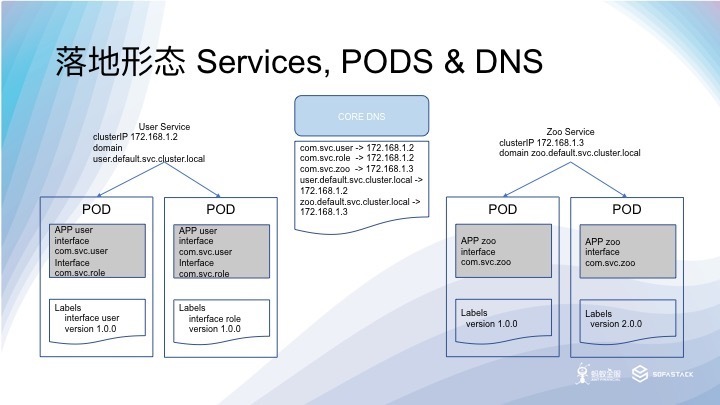 落地形态 Services, PODS & DNS
CORE DNS
User Service
clusterIP 172.168.1.2
domain
user.default.svc.cluster.local
com.svc.user -> 172.168.1.2
com.svc.role -> 172.168.1.2
com.svc.zoo -> 172.168.1.3
user.default.svc.cluster.local ->
172.168.1.2
zoo.default.svc.cluster.local ->
172.168.1.3
Zoo Service
clusterIP 172.168.1.3
domain zoo.default.svc.cluster.local
POD
APP user
interface
com.svc.user
Interface
com.svc.role
Labels
interface user
version 1.0.0
POD
APP user
interface
com.svc.user
Interface
com.svc.role
Labels
interface role
version 1.0.0
POD
APP zoo
interface
com.svc.zoo
Labels
version 1.0.0
POD
APP zoo
interface
com.svc.zoo
Labels
version 2.0.0
蚂蚁金服
SOFASTACK